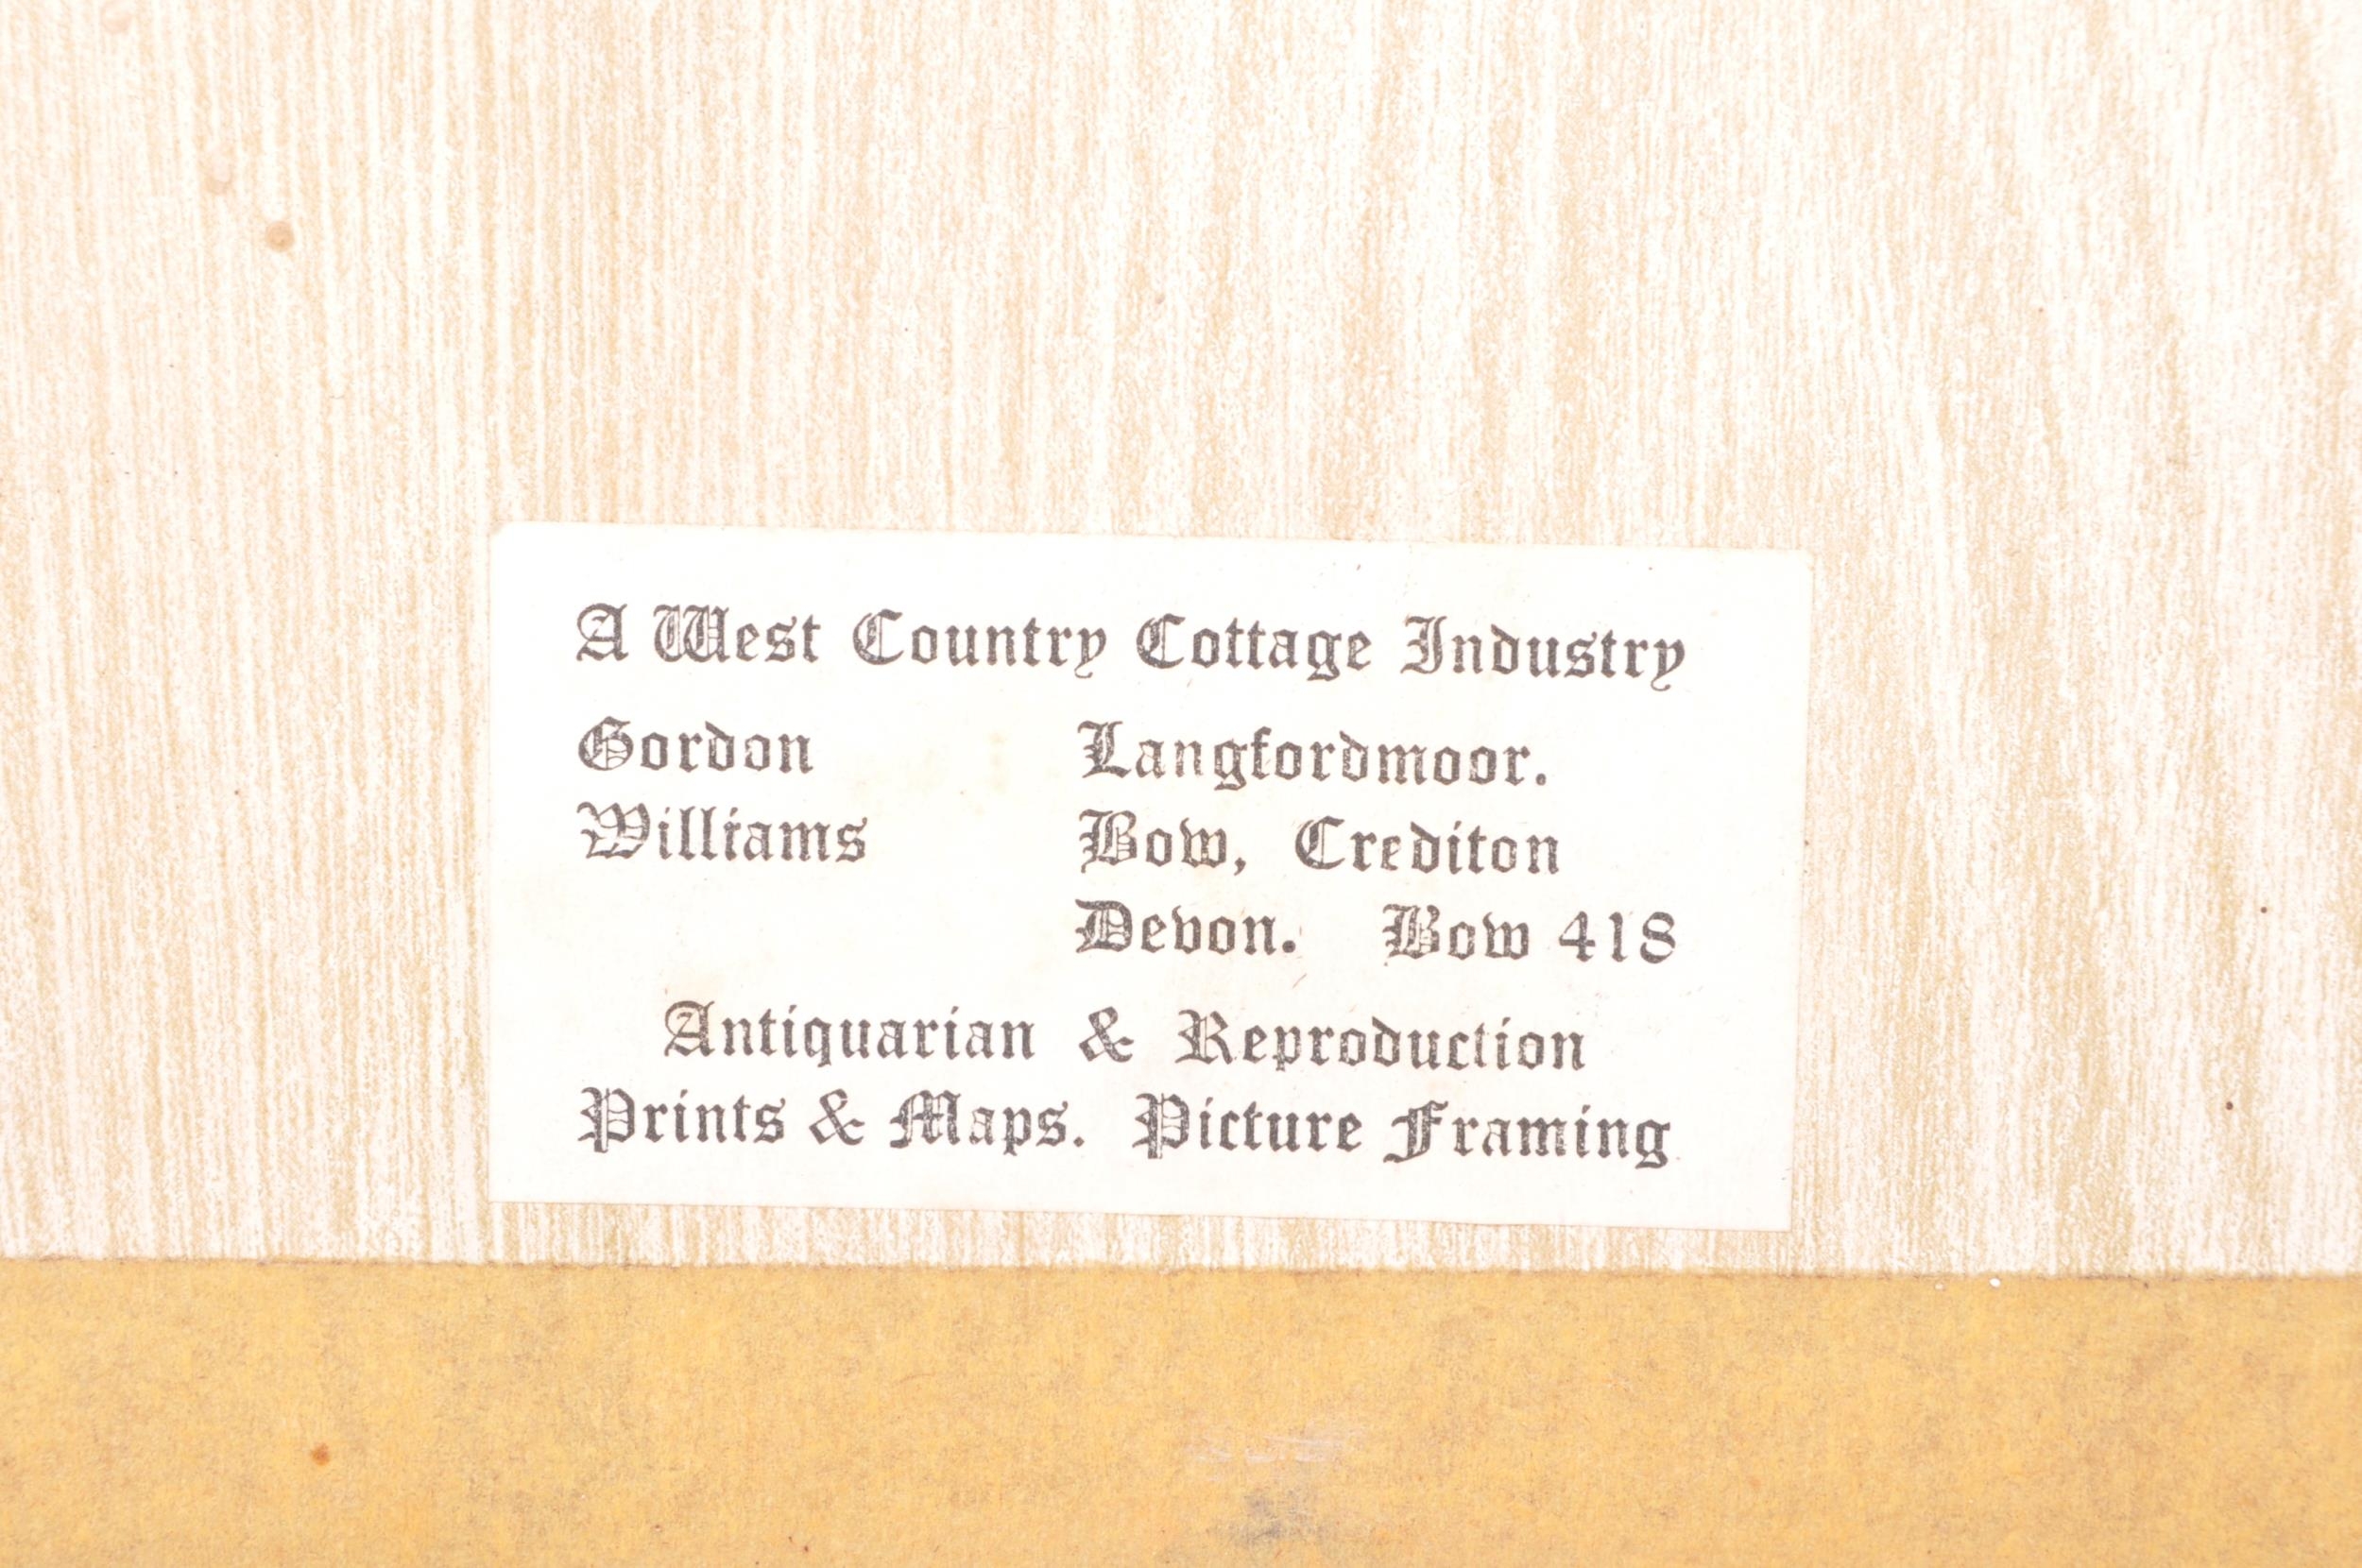 A West Country Cottage Industry
Gordon Langfordmoor.
Williams Bow, Crediton
Devon. Bow 418
Antiquarian & Reproduction
Prints & Maps. Picture Framing